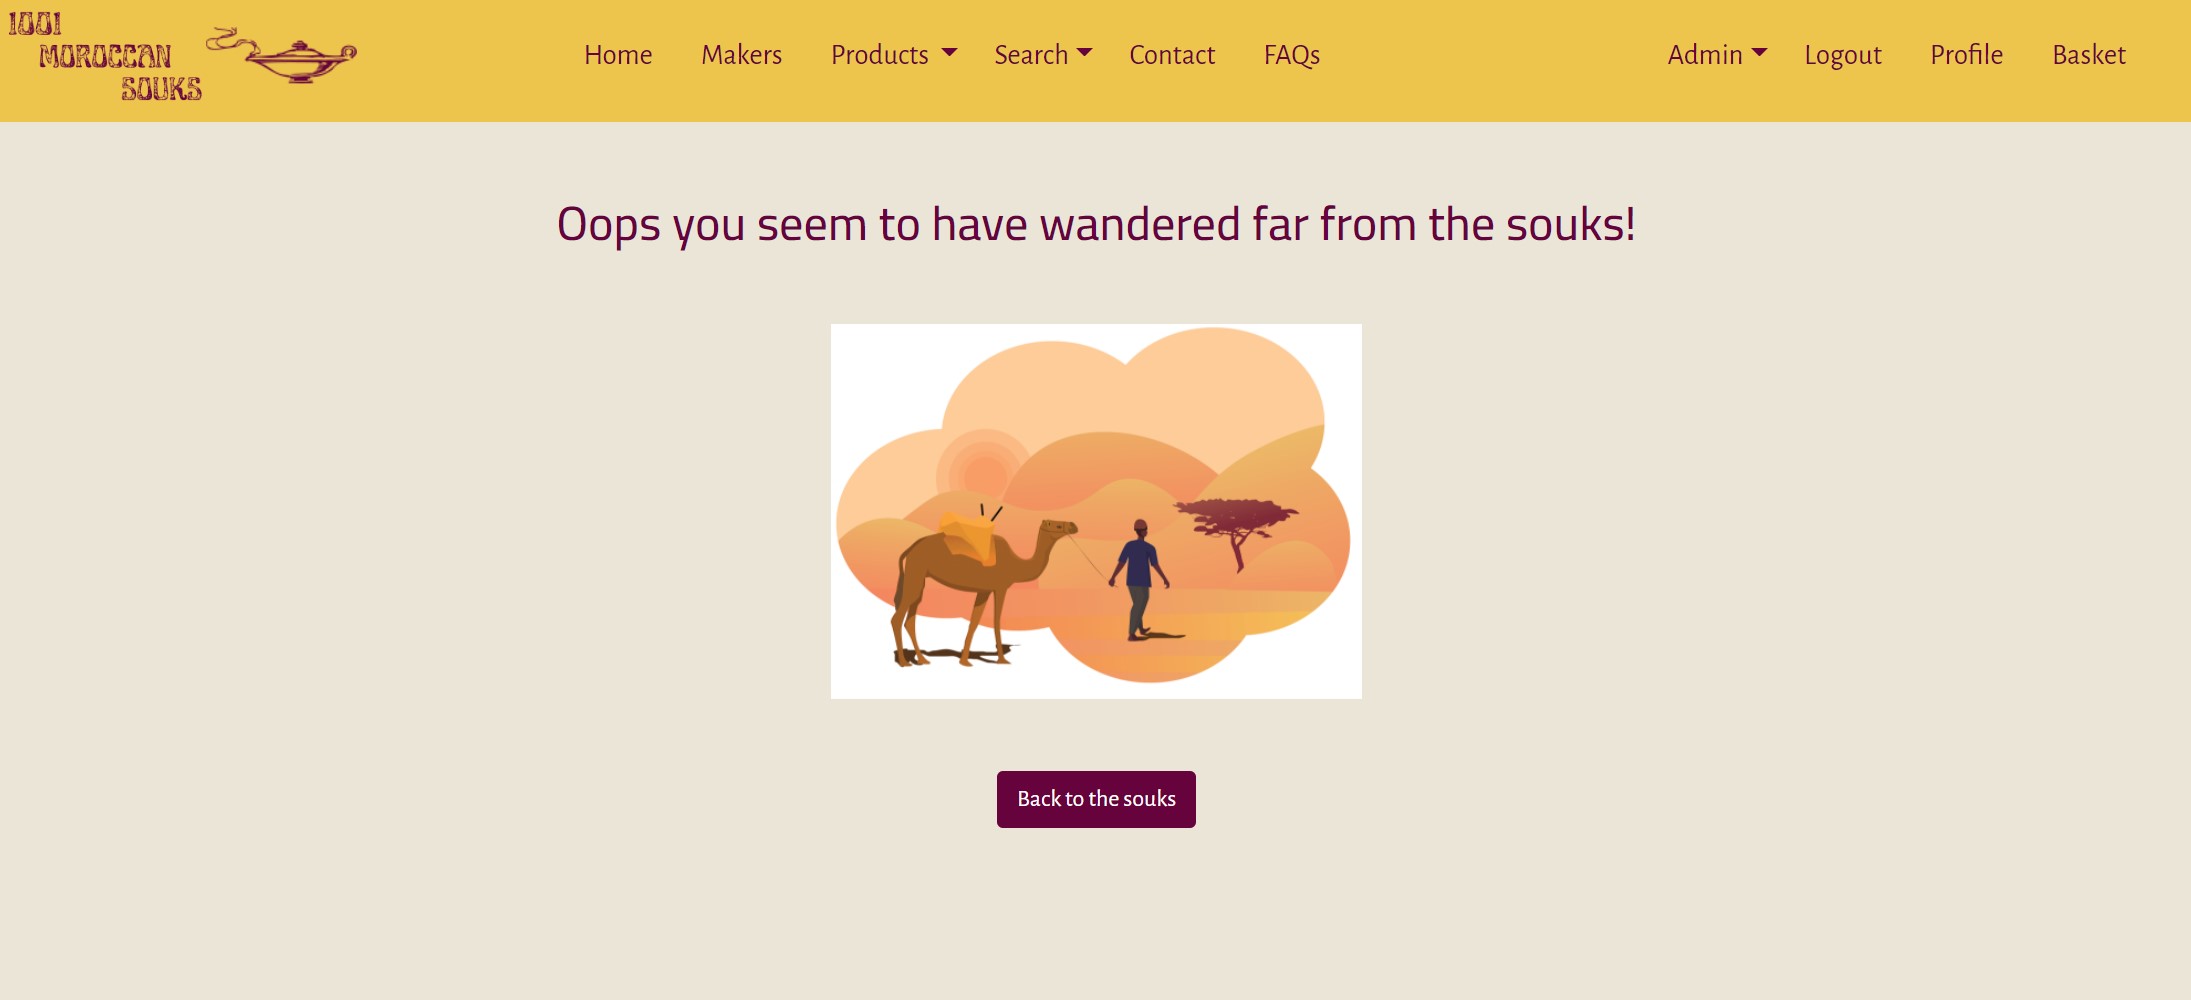 1001
MOROCCAN
SOUKS
Home Makers Products Search Contact FAQs Admin Logout Profile Basket
Oops you seem to have wandered far from the souks!
Back to the souks